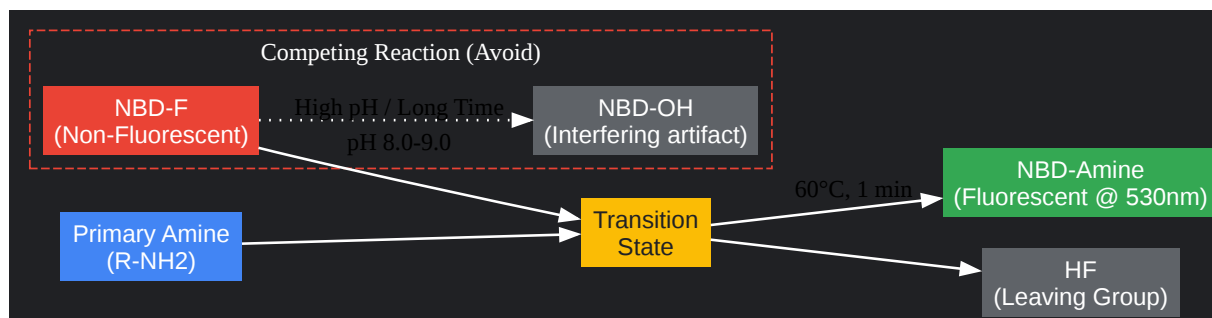 Competing Reaction (Avoid)
NBD-F
(Non-Fluorescent)
High pH / Long Time
NBD-OH
(Interfering artifact)
pH 8.0-9.0
Primary Amine
(R-NH2)
Transition
State
60°C, 1 min
NBD-Amine
(Fluorescent @ 530nm)
HF
(Leaving Group)